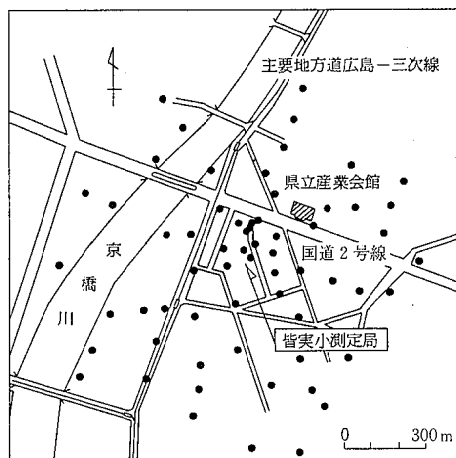 主要地方道広島－三次線
県立産業会館
国道2号線
京橋川
皆実小測定局
0 300m